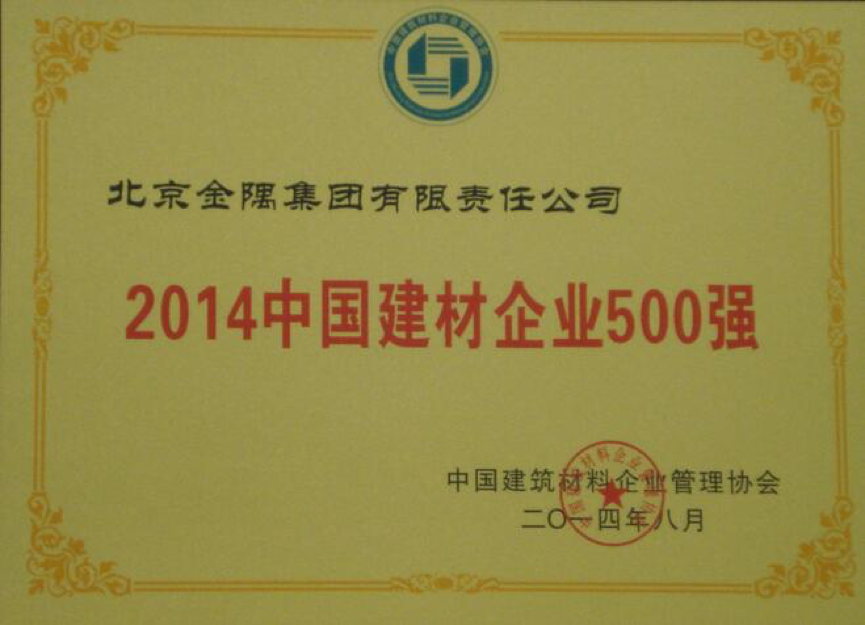 北京金隅集团有限责任公司
2014中国建材企业500强
中国建筑材料企业管理协会
二〇一四年八月